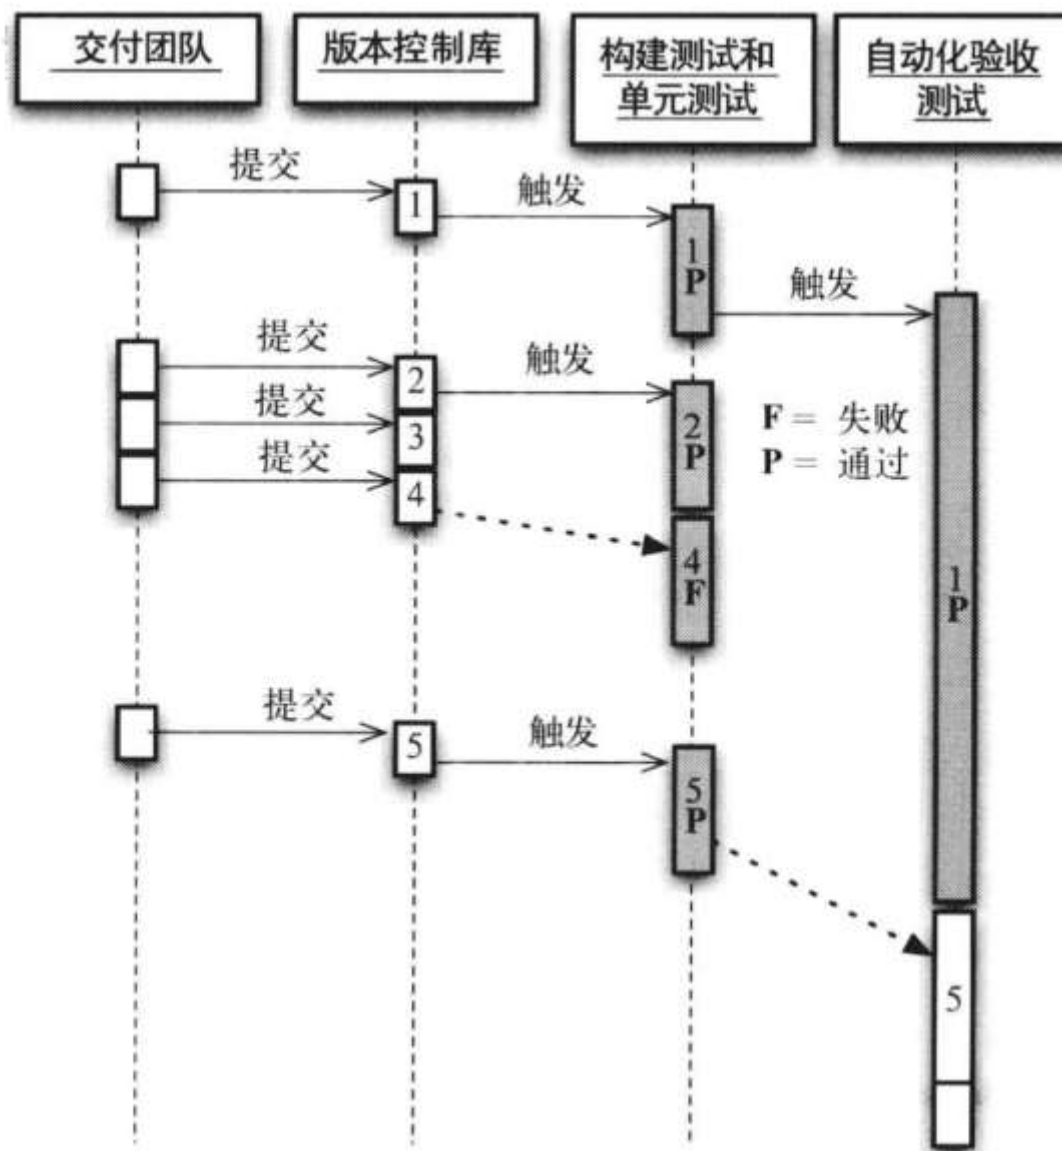 交付团队
版本控制库
构建测试和
单元测试
自动化验收
测试
提交
1
触发
1
P
触发
提交
2
触发
2
P
提交
3
提交
4
4
F
F = 失败
P = 通过
1
P
提交
5
触发
5
P
5